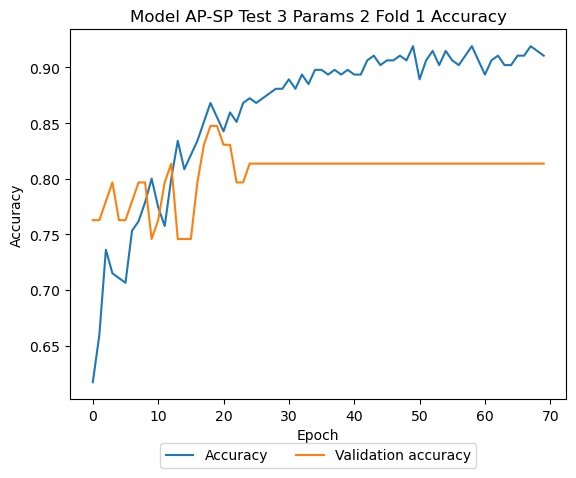 Model AP-SP Test 3 Params 2 Fold 1 Accuracy
0.90
0.85
0.80
0.75
0.70
0.65
Accuracy
0 10 20 30 40 50 60 70
Epoch
Accuracy Validation accuracy